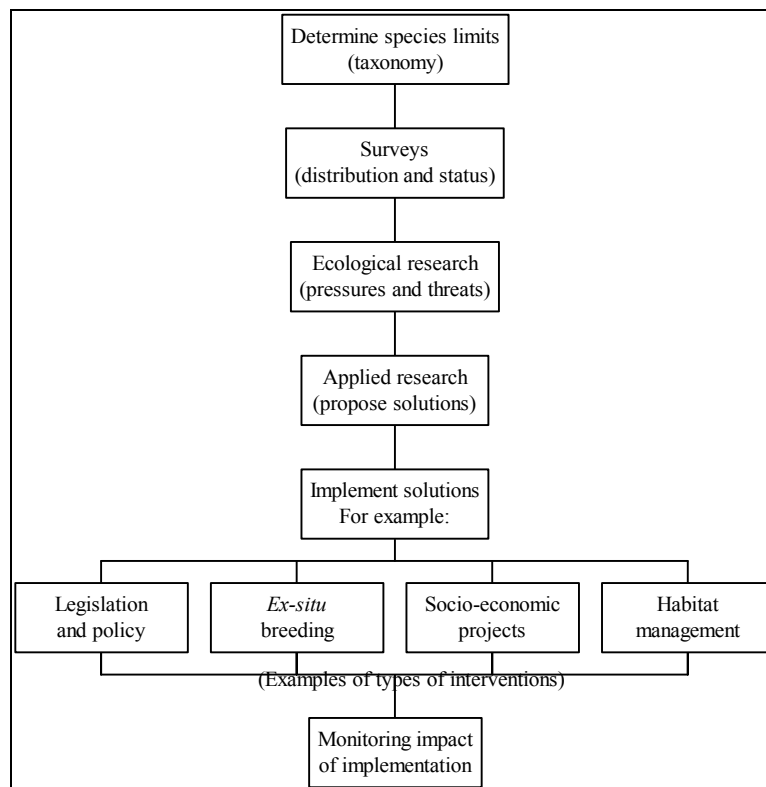 Determine species limits
(taxonomy)
Surveys
(distribution and status)
Ecological research
(pressures and threats)
Applied research
(propose solutions)
Implement solutions
For example:
Legislation
and policy
Ex-situ
breeding
Socio-economic
projects
Habitat
management
(Examples of types of interventions)
Monitoring impact
of implementation